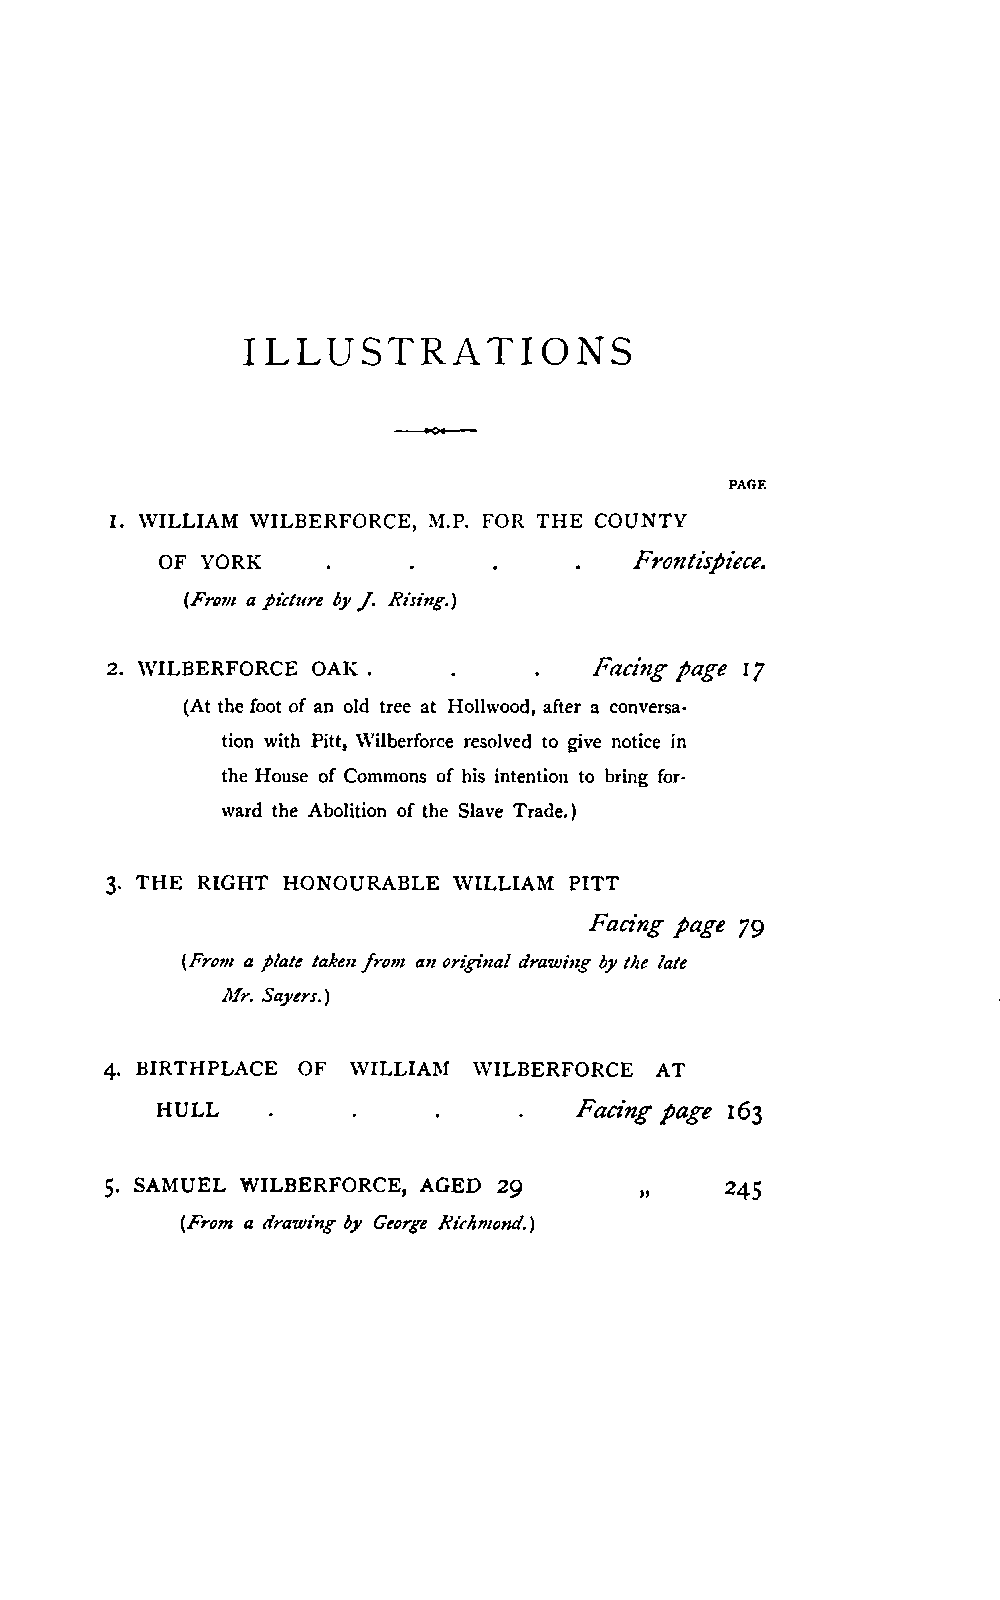 ILLUSTRATIONS
PAGE
1. WILLIAM WILBERFORCE, M.P. FOR THE COUNTY
OF YORK . . . . Frontispiece.
(From a picture by J. Rising.)
2. WILBERFORCE OAK . . . Facing page 17
(At the foot of an old tree at Hollwood, after a conversa-
tion with Pitt, Wilberforce resolved to give notice in
the House of Commons of his intention to bring for-
ward the Abolition of the Slave Trade.)
3. THE RIGHT HONOURABLE WILLIAM PITT
Facing page 79
(From a plate taken from an original drawing by the late
Mr. Sayers.)
4. BIRTHPLACE OF WILLIAM WILBERFORCE AT
HULL . . . . Facing page 163
5. SAMUEL WILBERFORCE, AGED 29 „ 245
(From a drawing by George Richmond.)